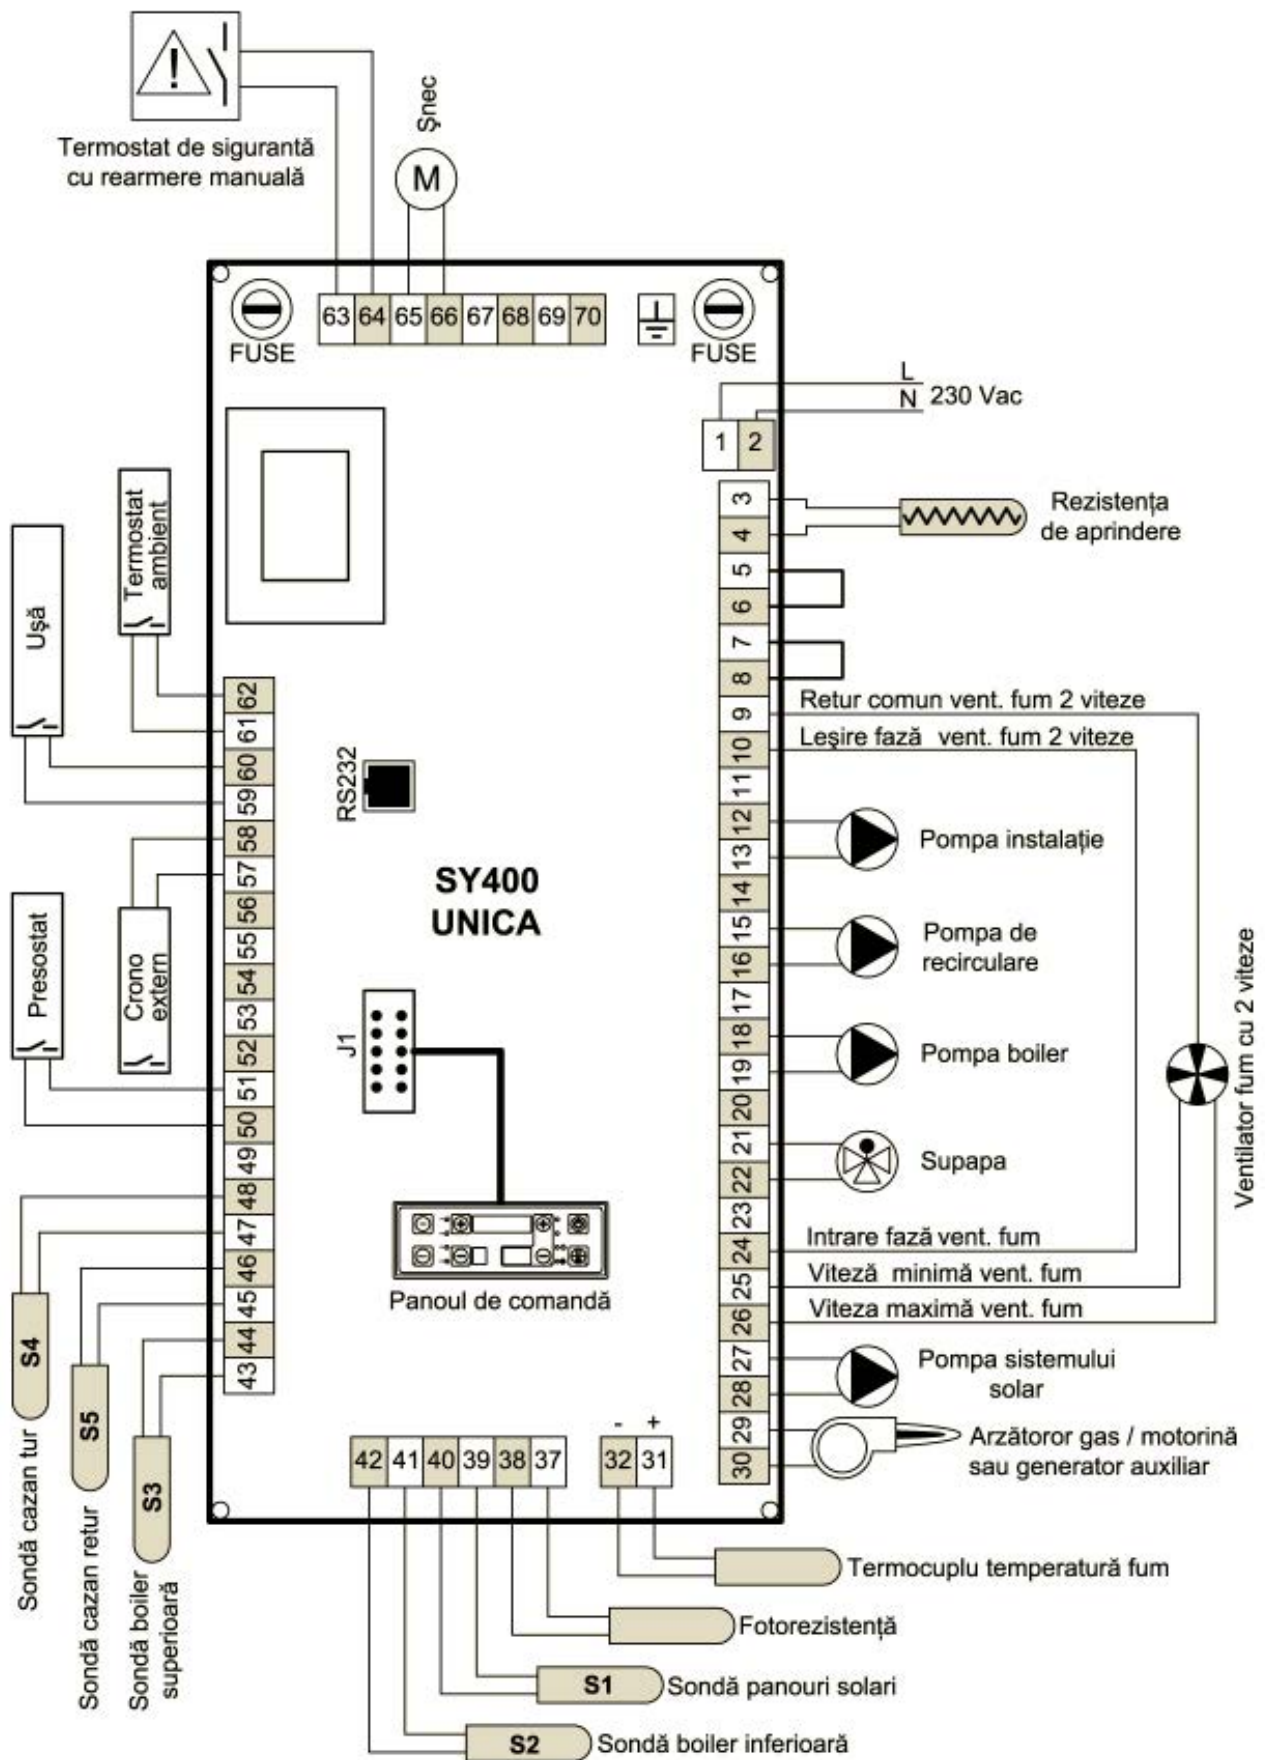 !
Termostat de sigurantă
cu rearmere manuală
Şnec
M
FUSE
63 64 65 66 67 68 69 70
FUSE
L
N
230 Vac
1 2
3
4
5
6
7
8
9
10
11
12
13
14
15
16
17
18
19
20
21
22
23
24
25
26
27
28
29
30
Rezistența
de aprindere
Retur comun vent. fum 2 viteze
Leşire fază vent. fum 2 viteze
Pompa instalație
Pompa de
recirculare
Pompa boiler
Supapa
Intrare fază vent. fum
Viteză minimă vent. fum
Viteza maximă vent. fum
Ventilator fum cu 2 viteze
Pompa sistemului
solar
Arzătoror gas / motorină
sau generator auxiliar
Termostat
ambient
Uşă
Crono
extern
Presostat
62
61
60
59
58
57
56
55
54
53
52
51
50
49
48
47
46
45
44
43
RS232
SY400
UNICA
J1
Panoul de comandă
S4
Sondă cazan tur
S5
Sondă cazan retur
S3
Sondă boiler
superioară
42 41 40 39 38 37
- +
32 31
Termocuplu temperatură fum
Fotorezistență
S1
Sondă panouri solari
S2
Sondă boiler inferioară